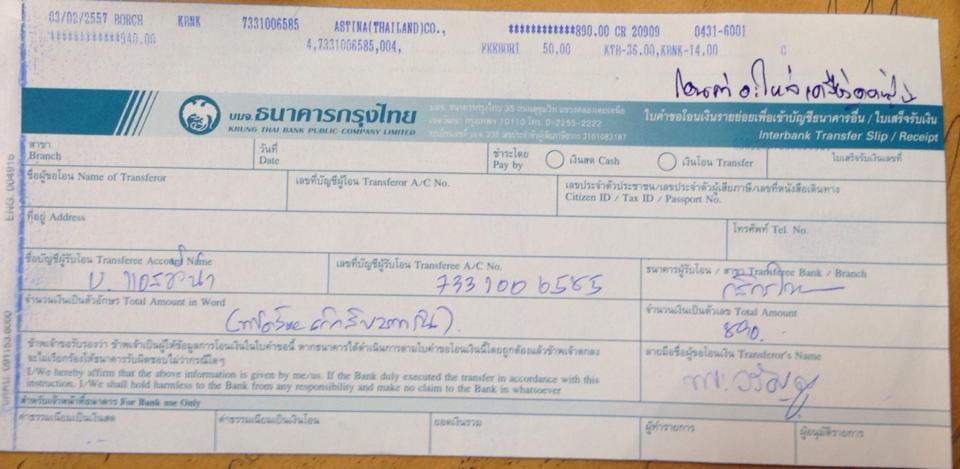 03/02/2557 BORCH KRNK 7331006585 ASTINA(THAILAND)CO., ***********890.00 CR 20909 0431-6001
***********940.00 4,7331006585,004, 50.00 KTB-36.00,KBNK-14.00 C
บมจ.ธนาคารกรุงไทย
KRUNG THAI BANK PUBLIC COMPANY LIMITED
ใบคำขอโอนเงินรายย่อยเพื่อเข้าบัญชีธนาคารอื่น / ใบเสร็จรับเงิน
Interbank Transfer Slip / Receipt
สาขา
Branch
วันที่
Date
ชำระโดย
Pay by
เงินสด Cash
เงินโอน Transfer
ใบเสร็จรับเงินเลขที่
ชื่อผู้ขอโอน Name of Transferor
เลขที่บัญชีผู้โอน Transferor A/C No.
เลขประจำตัวประชาชน/เลขประจำตัวผู้เสียภาษี/เลขที่หนังสือเดินทาง
Citizen ID / Tax ID / Passport No.
ที่อยู่ Address
โทรศัพท์ Tel. No.
ชื่อบัญชีผู้รับโอน Transferee Account Name
เลขที่บัญชีผู้รับโอน Transferee A/C No.
7331006585
ธนาคารผู้รับโอน / สาขา Transferee Bank / Branch
กสิกรไทย
จำนวนเงินเป็นตัวอักษร Total Amount in Word
(แปดร้อยเก้าสิบบาทถ้วน)
จำนวนเงินเป็นตัวเลข Total Amount
890.
ข้าพเจ้าขอรับรองว่า ข้าพเจ้าเป็นผู้ให้ข้อมูลการโอนเงินในใบคำขอนี้ หากธนาคารได้ดำเนินการตามใบคำขอโอนเงินนี้โดยถูกต้องแล้วข้าพเจ้าตกลง
จะไม่เรียกร้องให้ธนาคารรับผิดชอบไม่ว่ากรณีใดๆ
I/We hereby affirm that the above information is given by me/us. If the Bank duly executed the transfer in accordance with this
instruction. I/We shall hold harmless to the Bank from any responsibility and make no claim to the Bank in whatsoever
ลายมือชื่อผู้ขอโอนเงิน Transferor's Name
สำหรับเจ้าหน้าที่ธนาคาร For Bank use Only
ค่าธรรมเนียมเป็นเงินสด
ค่าธรรมเนียมเป็นเงินโอน
ยอดเงินรวม
ผู้ทำรายการ
ผู้อนุมัติรายการ